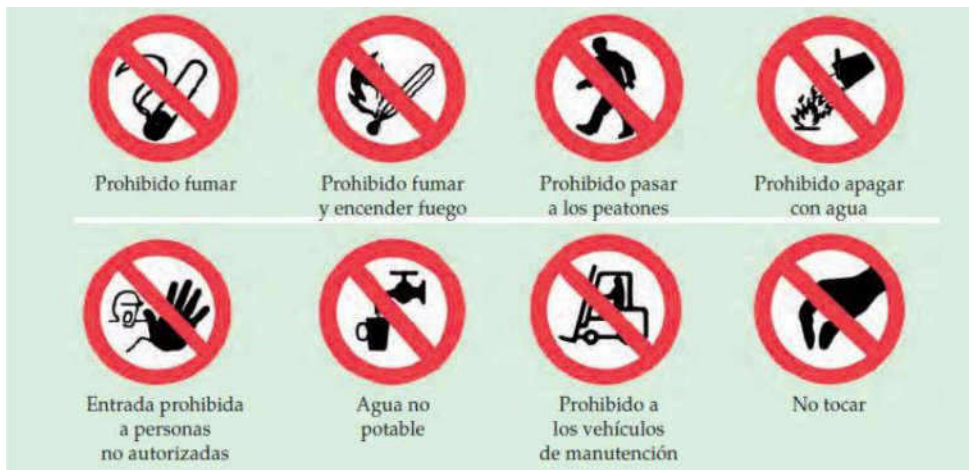 Prohibido fumar
Prohibido fumar
y encender fuego
Prohibido pasar
a los peatones
Prohibido apagar
con agua
Entrada prohibida
a personas
no autorizadas
Agua no
potable
Prohibido a
los vehículos
de manutención
No tocar